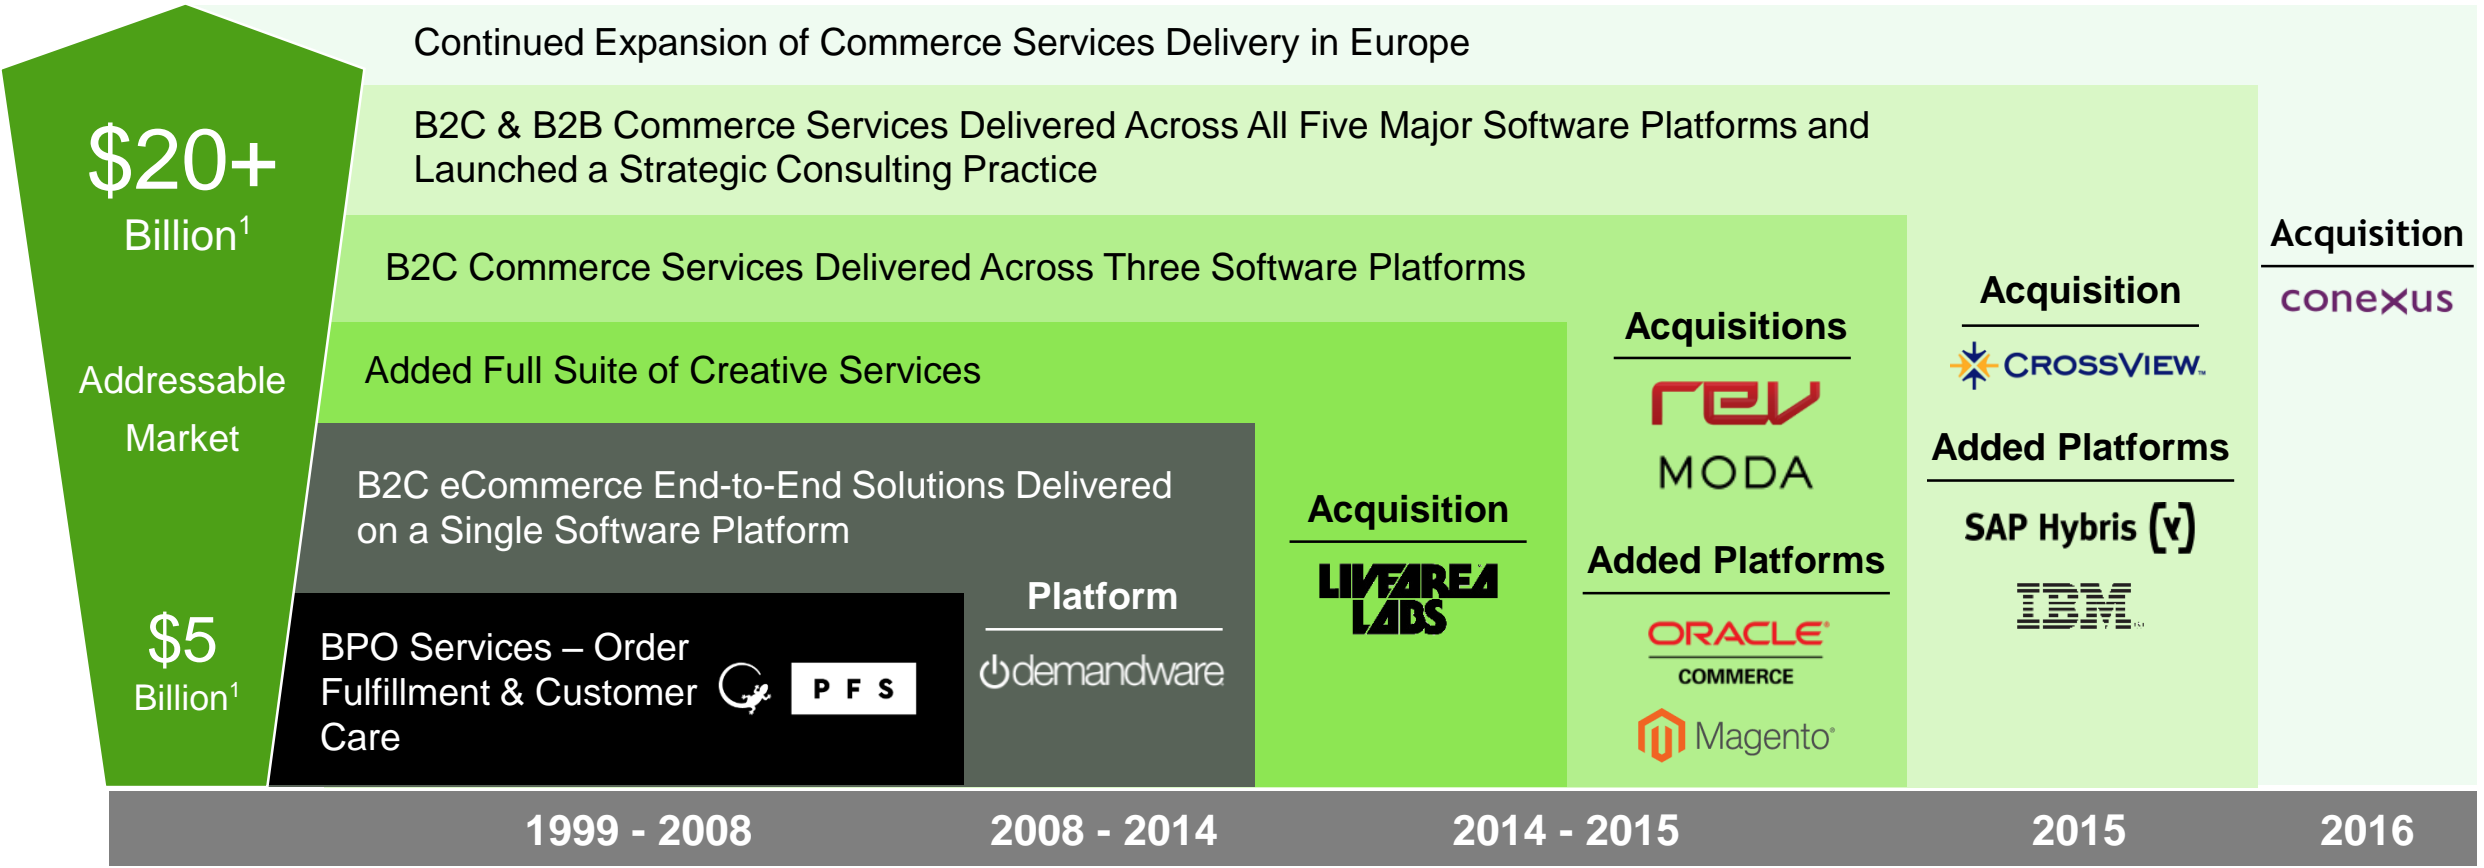 Continued Expansion of Commerce Services Delivery in Europe
B2C & B2B Commerce Services Delivered Across All Five Major Software Platforms and
Launched a Strategic Consulting Practice
B2C Commerce Services Delivered Across Three Software Platforms
Added Full Suite of Creative Services
B2C eCommerce End-to-End Solutions Delivered
on a Single Software Platform
BPO Services – Order
Fulfillment & Customer
Care
PFS
$20+
Billion¹
Addressable
Market
$5
Billion¹
Platform
demandware
Acquisition
LIVEAREA
LABS
Acquisitions
rev
MODA
Added Platforms
ORACLE®
COMMERCE
Magento®
Acquisition
CROSSVIEW™
Added Platforms
SAP Hybris (y)
IBM
Acquisition
conexus
1999 - 2008
2008 - 2014
2014 - 2015
2015
2016